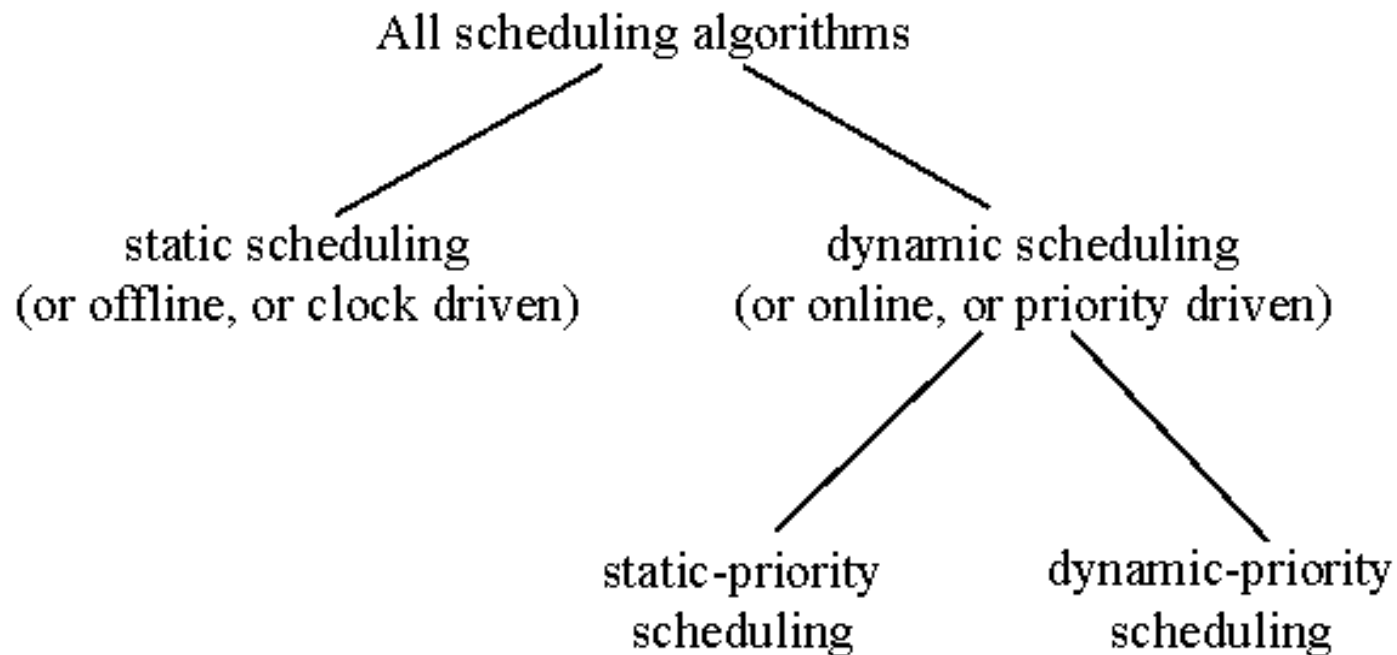 All scheduling algorithms
static scheduling
(or offline, or clock driven)
dynamic scheduling
(or online, or priority driven)
static-priority
scheduling
dynamic-priority
scheduling